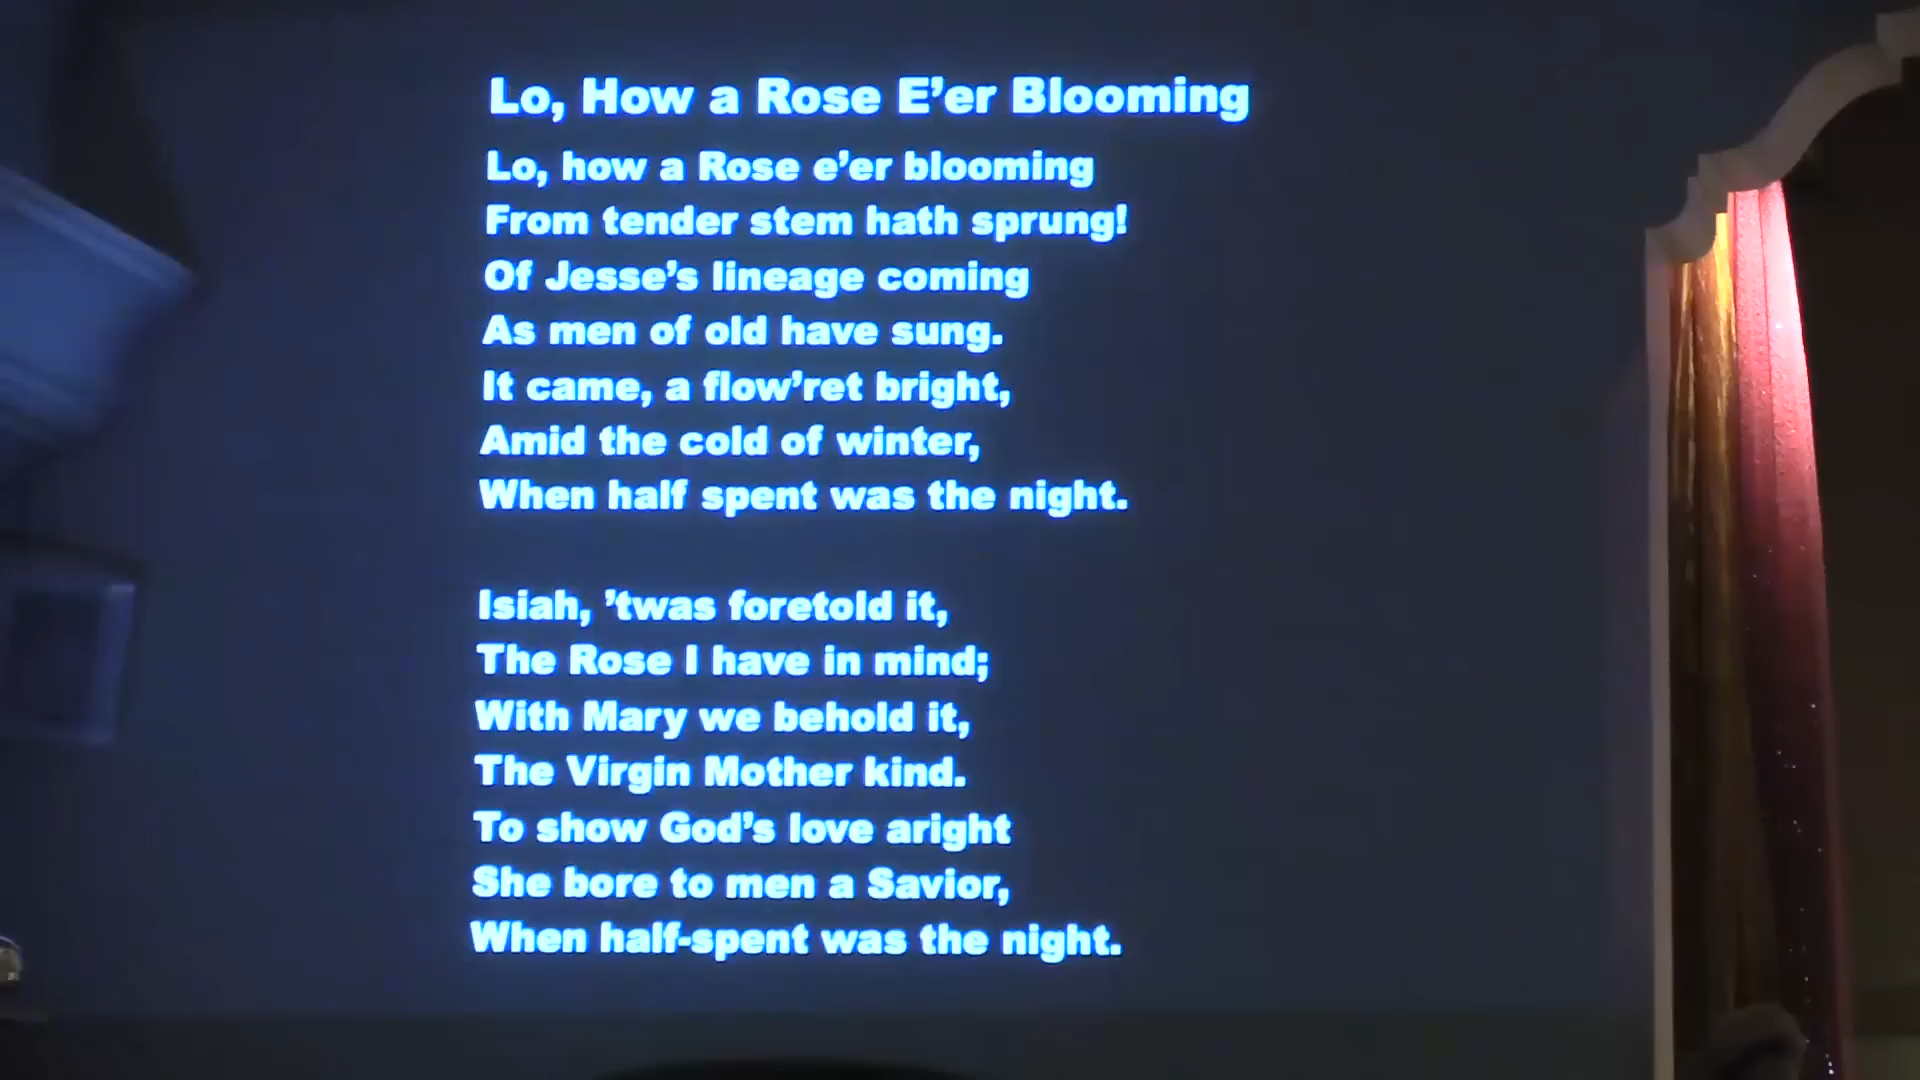 Lo, How a Rose E’er Blooming
Lo, how a Rose e’er blooming
From tender stem hath sprung!
Of Jesse’s lineage coming
As men of old have sung.
It came, a flow’ret bright,
Amid the cold of winter,
When half spent was the night.
Isiah, ’twas foretold it,
The Rose I have in mind;
With Mary we behold it,
The Virgin Mother kind.
To show God’s love aright
She bore to men a Savior,
When half-spent was the night.